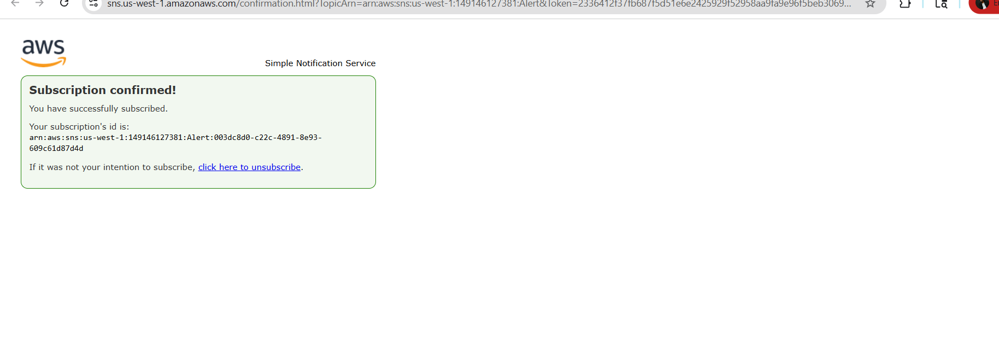 sns.us-west-1.amazonaws.com/confirmation.html?TopicArn=arn:aws:sns:us-west-1:149146127381:Alert&Token=2336412f37fb687f5d51e6e2425929f52958aa9fa9e96f5beb3069...
aws
Simple Notification Service
Subscription confirmed!
You have successfully subscribed.
Your subscription's id is:
arn:aws:sns:us-west-1:149146127381:Alert:003dc8d0-c22c-4891-8e93-
609c61d87d4d
If it was not your intention to subscribe, click here to unsubscribe.